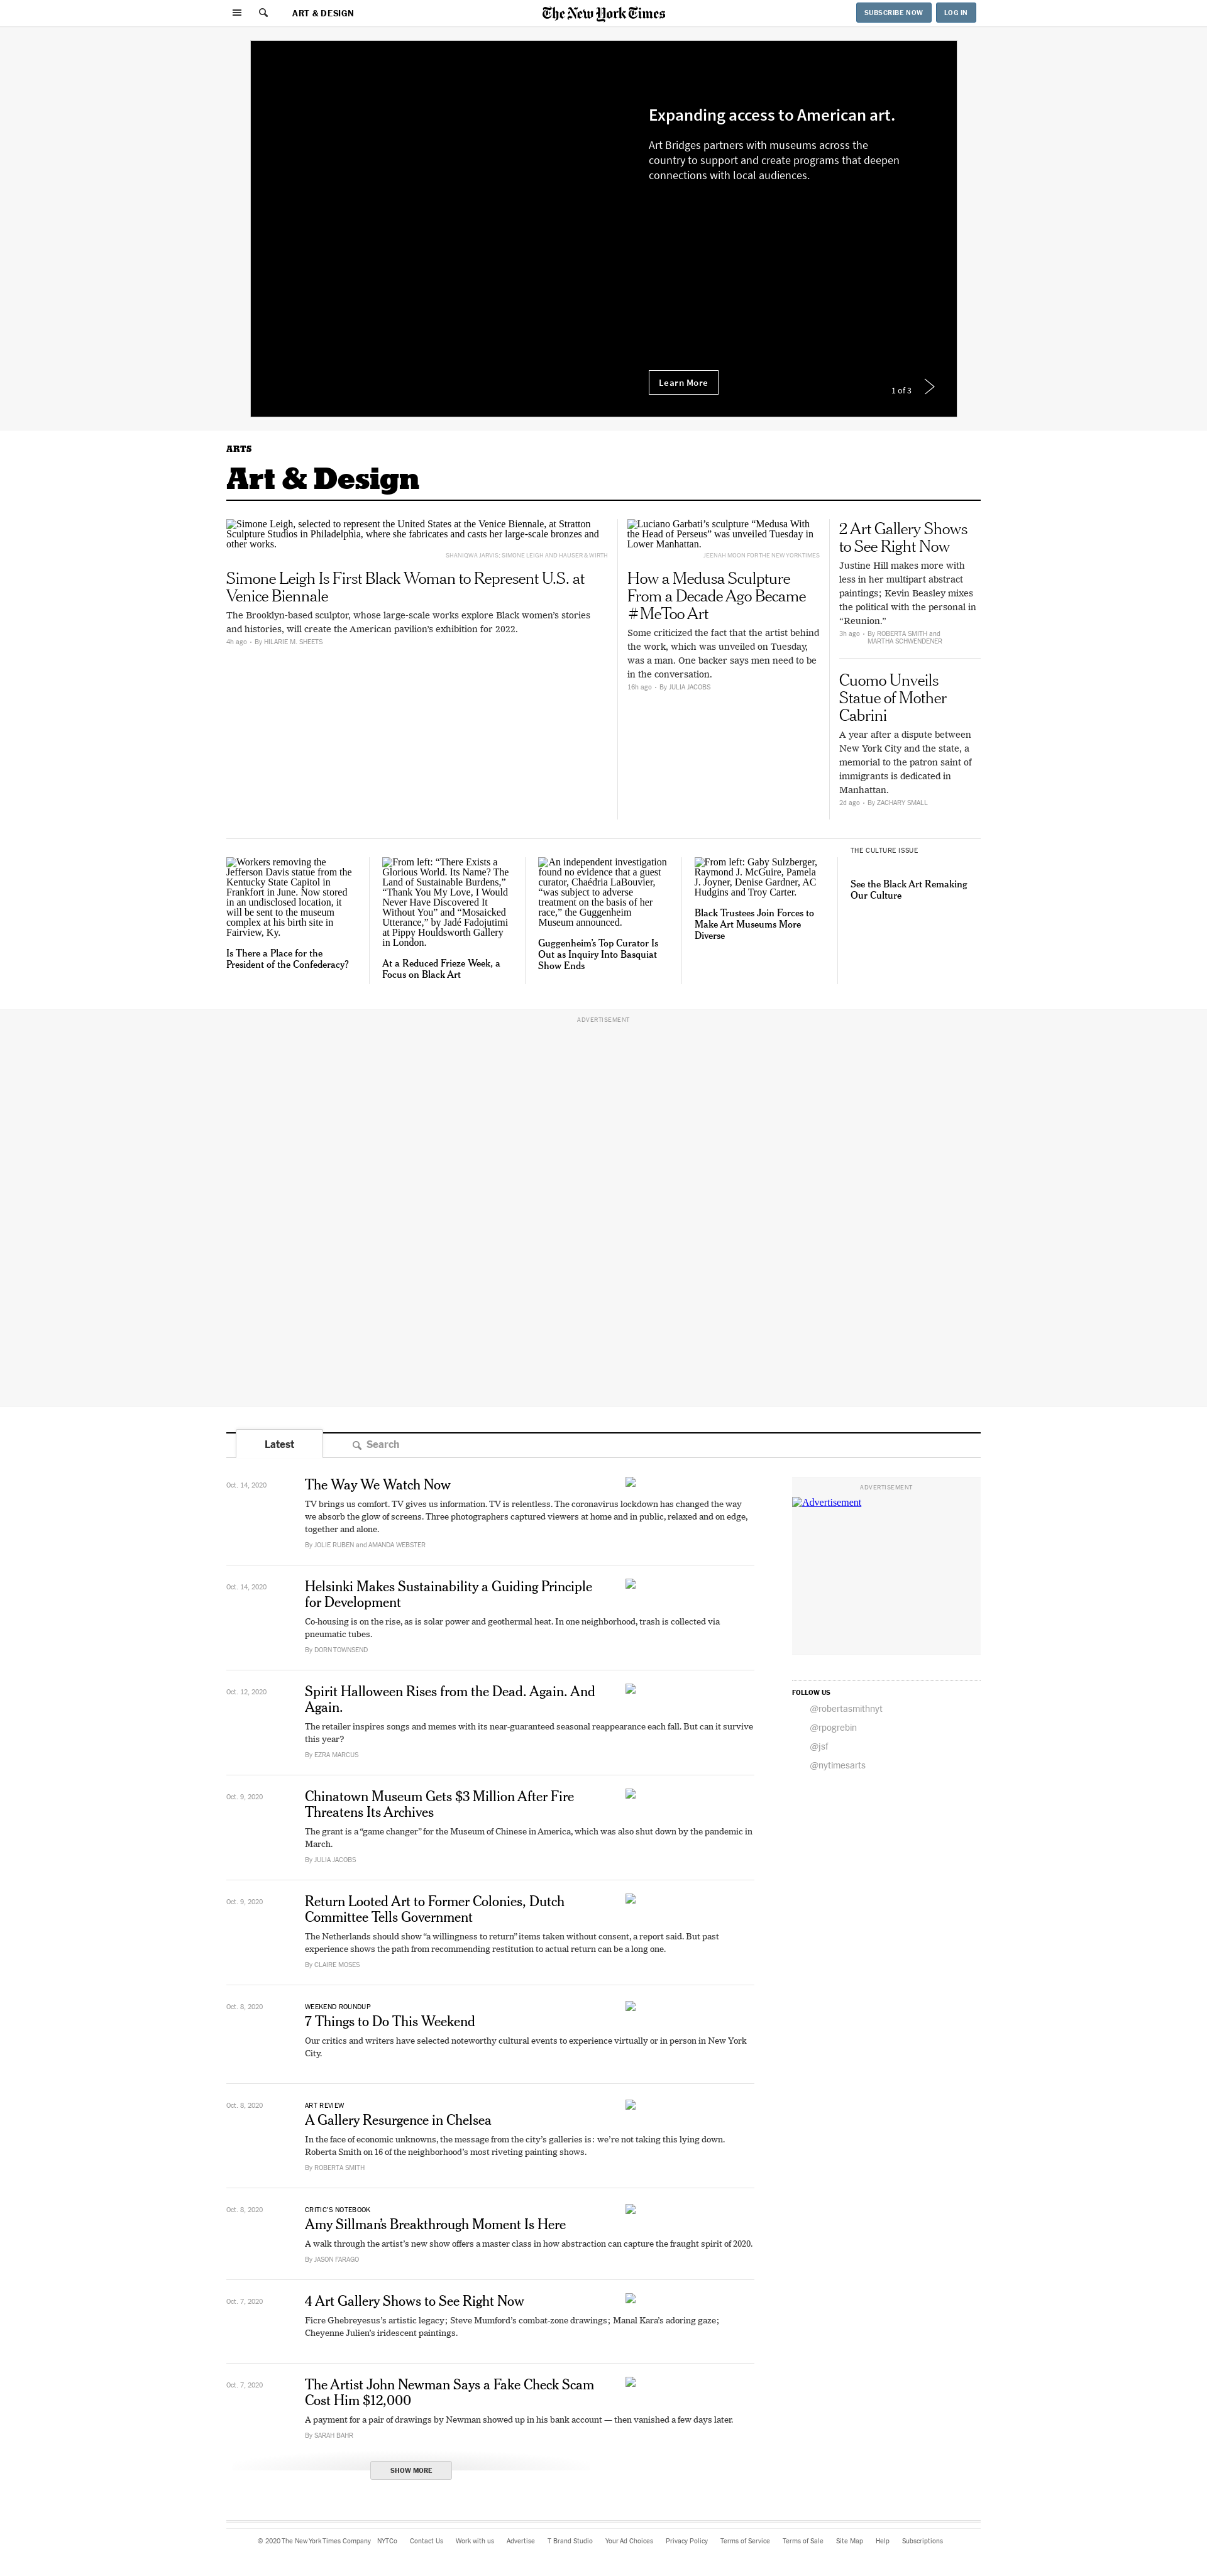 ART & DESIGN
The New York Times
SUBSCRIBE NOW
LOG IN
Expanding access to American art.
Art Bridges partners with museums across the
country to support and create programs that deepen
connections with local audiences.
Learn More
1 of 3
ARTS
Art & Design
Simone Leigh, selected to represent the United States at the Venice Biennale, at Stratton
Sculpture Studios in Philadelphia, where she fabricates and casts her large-scale bronzes and
other works.
SHANIQWA JARVIS; SIMONE LEIGH AND HAUSER & WIRTH
Simone Leigh Is First Black Woman to Represent U.S. at
Venice Biennale
The Brooklyn-based sculptor, whose large-scale works explore Black women's stories
and histories, will create the American pavilion's exhibition for 2022.
4h ago • By HILARIE M. SHEETS
Luciano Garbati's sculpture “Medusa With
the Head of Perseus” was unveiled Tuesday in
Lower Manhattan.
JEENAH MOON FOR THE NEW YORK TIMES
How a Medusa Sculpture
From a Decade Ago Became
#MeToo Art
Some criticized the fact that the artist behind
the work, which was unveiled on Tuesday,
was a man. One backer says men need to be
in the conversation.
16h ago • By JULIA JACOBS
2 Art Gallery Shows
to See Right Now
Justine Hill makes more with
less in her multipart abstract
paintings; Kevin Beasley mixes
the political with the personal in
“Reunion.”
3h ago • By ROBERTA SMITH and
MARTHA SCHWENDENER
Cuomo Unveils
Statue of Mother
Cabrini
A year after a dispute between
New York City and the state, a
memorial to the patron saint of
immigrants is dedicated in
Manhattan.
2d ago • By ZACHARY SMALL
Workers removing the
Jefferson Davis statue from the
Kentucky State Capitol in
Frankfort in June. Now stored
in an undisclosed location, it
will be sent to the museum
complex at his birth site in
Fairview, Ky.
Is There a Place for the
President of the Confederacy?
From left: “There Exists a
Glorious World. Its Name? The
Land of Sustainable Burdens,”
“Thank You My Love, I Would
Never Have Discovered It
Without You” and “Mosaicked
Utterance,” by Jadé Fadojutimi
at Pippy Houldsworth Gallery
in London.
At a Reduced Frieze Week, a
Focus on Black Art
An independent investigation
found no evidence that a guest
curator, Chaédria LaBouvier,
“was subject to adverse
treatment on the basis of her
race,” the Guggenheim
Museum announced.
Guggenheim's Top Curator Is
Out as Inquiry Into Basquiat
Show Ends
From left: Gaby Sulzberger,
Raymond J. McGuire, Pamela
J. Joyner, Denise Gardner, AC
Hudgins and Troy Carter.
Black Trustees Join Forces to
Make Art Museums More
Diverse
THE CULTURE ISSUE
See the Black Art Remaking
Our Culture
ADVERTISEMENT
Latest
Search
Oct. 14, 2020
The Way We Watch Now
TV brings us comfort. TV gives us information. TV is relentless. The coronavirus lockdown has changed the way
we absorb the glow of screens. Three photographers captured viewers at home and in public, relaxed and on edge,
together and alone.
By JOLIE RUBEN and AMANDA WEBSTER
ADVERTISEMENT
Advertisement
Oct. 14, 2020
Helsinki Makes Sustainability a Guiding Principle
for Development
Co-housing is on the rise, as is solar power and geothermal heat. In one neighborhood, trash is collected via
pneumatic tubes.
By DORN TOWNSEND
Oct. 12, 2020
Spirit Halloween Rises from the Dead. Again. And
Again.
The retailer inspires songs and memes with its near-guaranteed seasonal reappearance each fall. But can it survive
this year?
By EZRA MARCUS
FOLLOW US
@robertasmithnyt
@rpogrebin
@jsf
@nytimesarts
Oct. 9, 2020
Chinatown Museum Gets $3 Million After Fire
Threatens Its Archives
The grant is a “game changer” for the Museum of Chinese in America, which was also shut down by the pandemic in
March.
By JULIA JACOBS
Oct. 9, 2020
Return Looted Art to Former Colonies, Dutch
Committee Tells Government
The Netherlands should show “a willingness to return” items taken without consent, a report said. But past
experience shows the path from recommending restitution to actual return can be a long one.
By CLAIRE MOSES
Oct. 8, 2020
WEEKEND ROUNDUP
7 Things to Do This Weekend
Our critics and writers have selected noteworthy cultural events to experience virtually or in person in New York
City.
Oct. 8, 2020
ART REVIEW
A Gallery Resurgence in Chelsea
In the face of economic unknowns, the message from the city's galleries is: we're not taking this lying down.
Roberta Smith on 16 of the neighborhood's most riveting painting shows.
By ROBERTA SMITH
Oct. 8, 2020
CRITIC'S NOTEBOOK
Amy Sillman's Breakthrough Moment Is Here
A walk through the artist's new show offers a master class in how abstraction can capture the fraught spirit of 2020.
By JASON FARAGO
Oct. 7, 2020
4 Art Gallery Shows to See Right Now
Ficre Ghebreyesus's artistic legacy; Steve Mumford's combat-zone drawings; Manal Kara's adoring gaze;
Cheyenne Julien's iridescent paintings.
Oct. 7, 2020
The Artist John Newman Says a Fake Check Scam
Cost Him $12,000
A payment for a pair of drawings by Newman showed up in his bank account — then vanished a few days later.
By SARAH BAHR
SHOW MORE
© 2020 The New York Times Company NYTCo Contact Us Work with us Advertise T Brand Studio Your Ad Choices Privacy Policy Terms of Service Terms of Sale Site Map Help Subscriptions